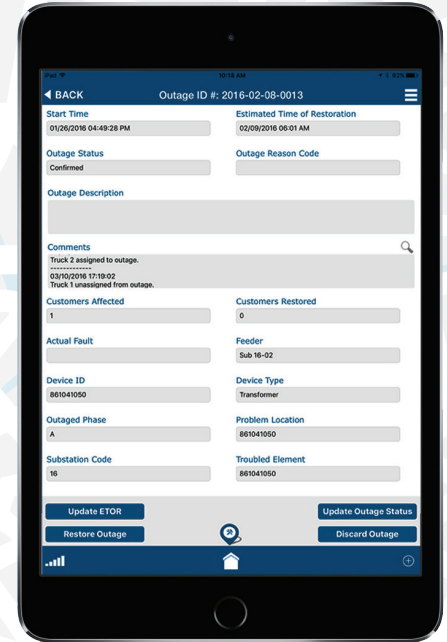 iPad
10:18 AM
82%
BACK
Outage ID #: 2016-02-08-0013
Start Time
Estimated Time of Restoration
01/26/2016 04:49:28 PM
02/09/2016 06:01 AM
Outage Status
Outage Reason Code
Confirmed
Outage Description
Comments
Truck 2 assigned to outage.
-------------
03/10/2016 17:19:02
Truck 1 unassigned from outage.
Customers Affected
Customers Restored
1
0
Actual Fault
Feeder
Sub 16-02
Device ID
Device Type
861041050
Transformer
Outaged Phase
Problem Location
A
861041050
Substation Code
Troubled Element
16
861041050
Update ETOR
Update Outage Status
Restore Outage
Discard Outage